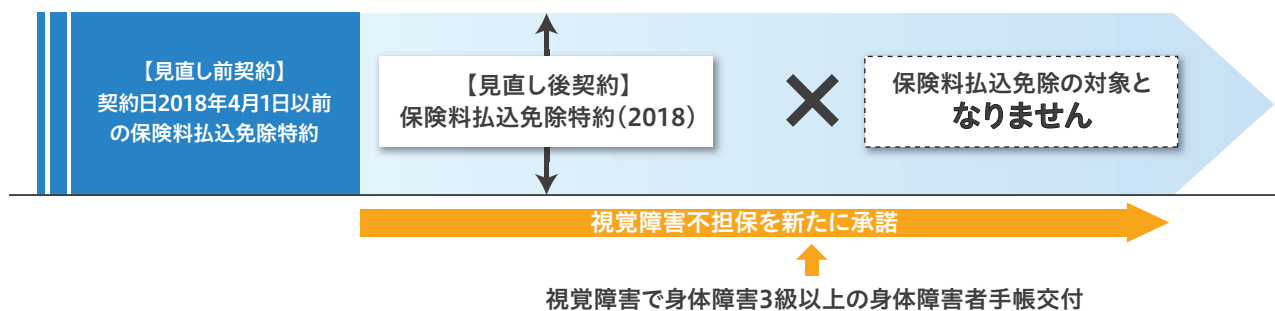 【見直し前契約】
契約日2018年4月1日以前
の保険料払込免除特約
【見直し後契約】
保険料払込免除特約（2018）
保険料払込免除の対象と
なりません
視覚障害不担保を新たに承諾
視覚障害で身体障害3級以上の身体障害者手帳交付